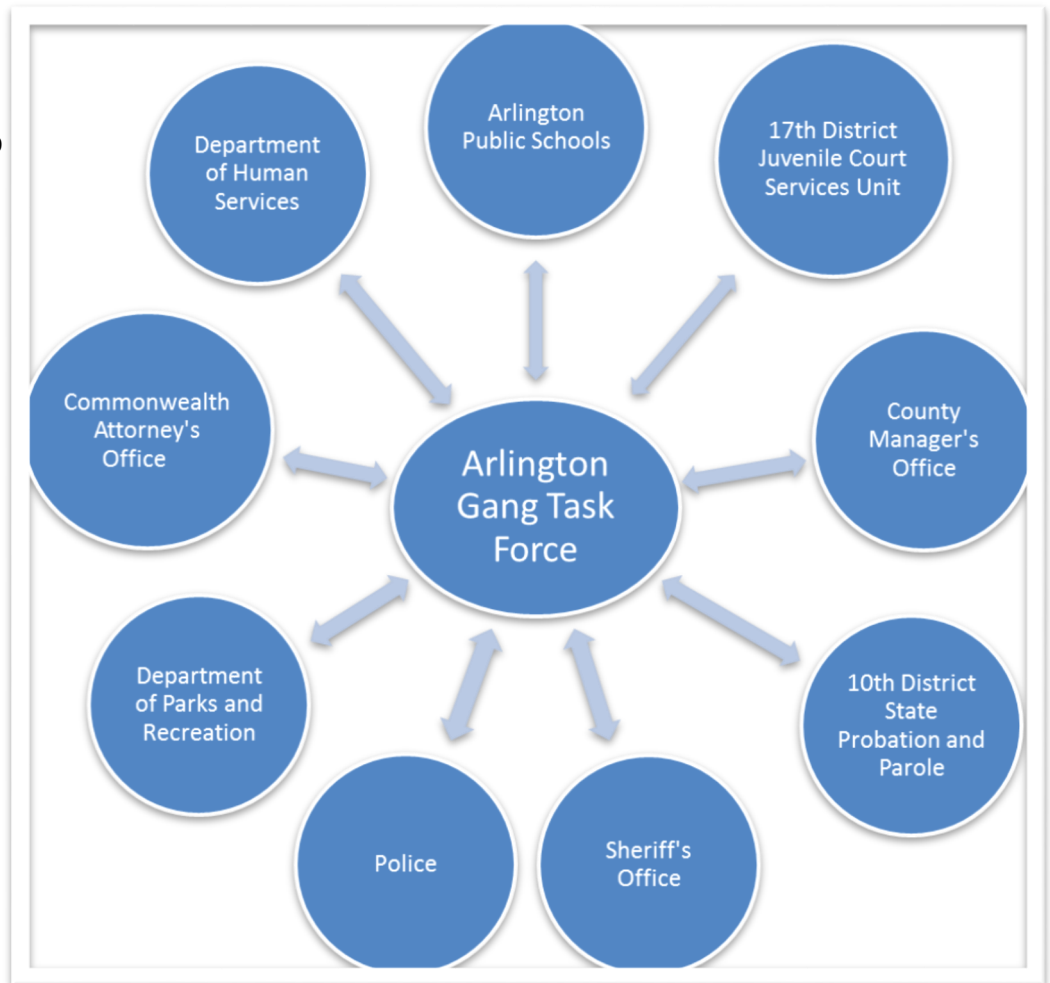 Arlington
Public Schools
17th District
Juvenile Court
Services Unit
Department
of Human
Services
Commonwealth
Attorney's
Office
County
Manager's
Office
Arlington
Gang Task
Force
Department
of Parks and
Recreation
10th District
State
Probation and
Parole
Police
Sheriff's
Office